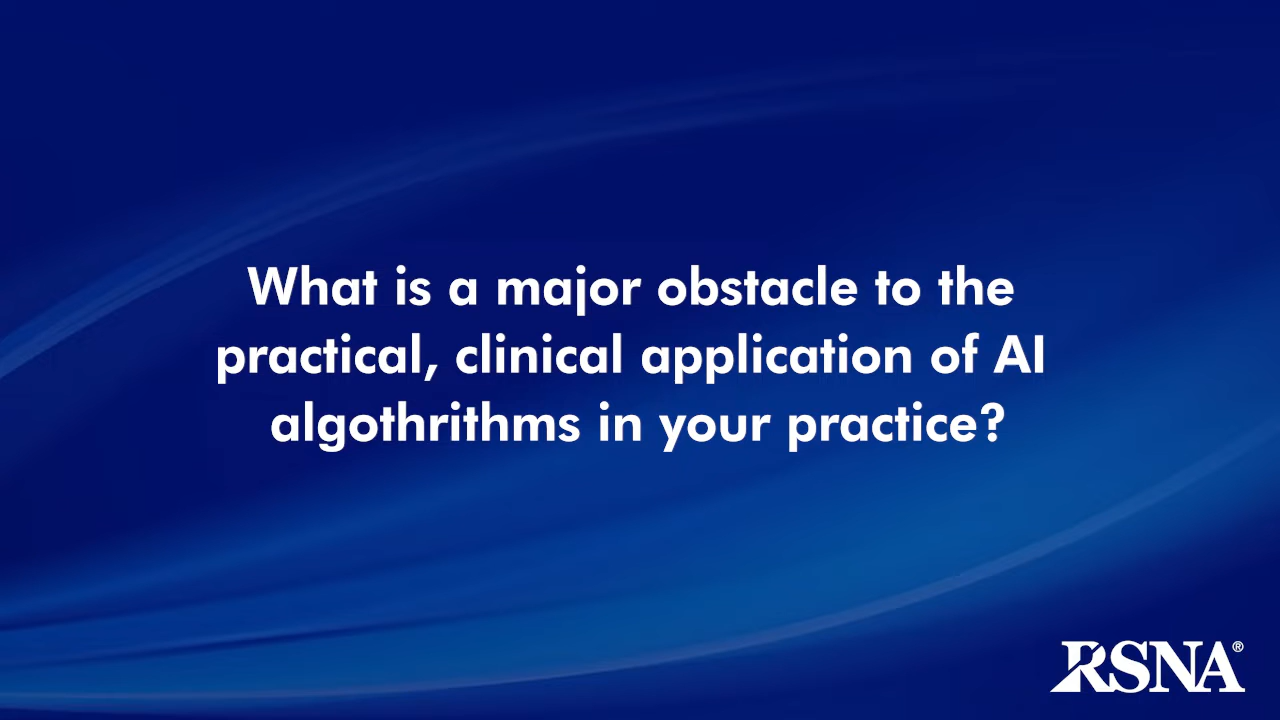 What is a major obstacle to the
practical, clinical application of AI
algothrithms in your practice?
RSNA®